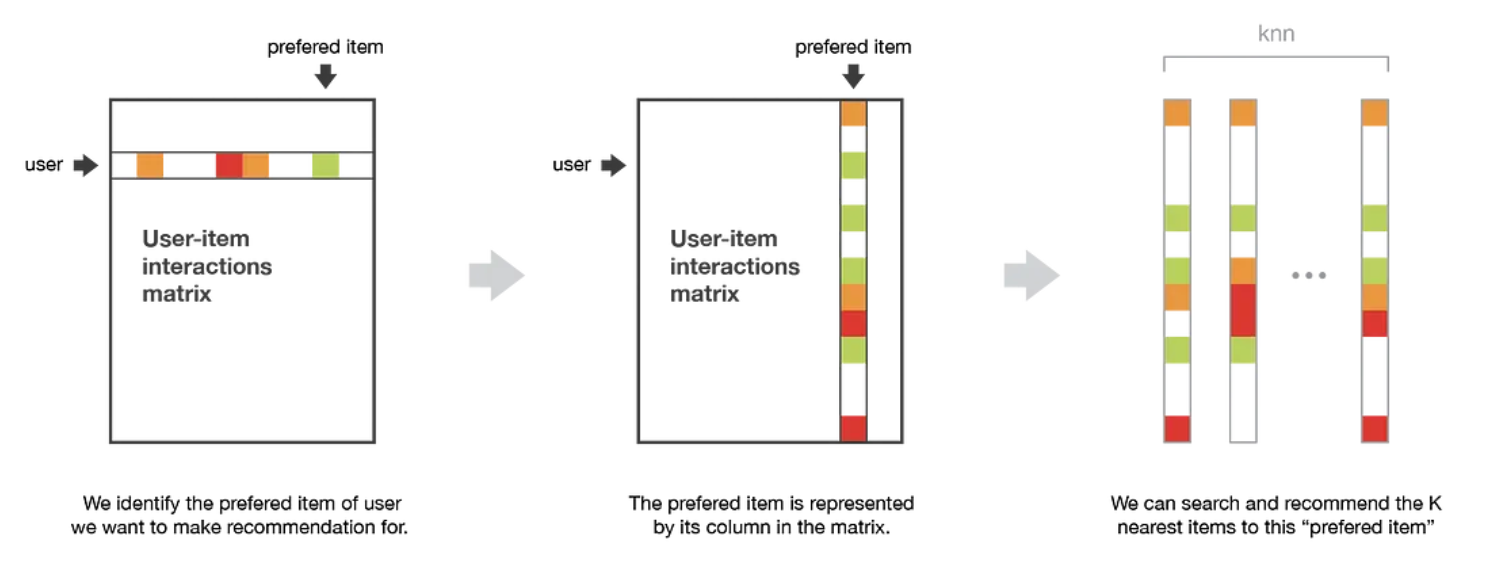 prefered item
user
User-item
interactions
matrix
We identify the prefered item of user
we want to make recommendation for.
prefered item
user
User-item
interactions
matrix
The prefered item is represented
by its column in the matrix.
knn
We can search and recommend the K
nearest items to this “prefered item”